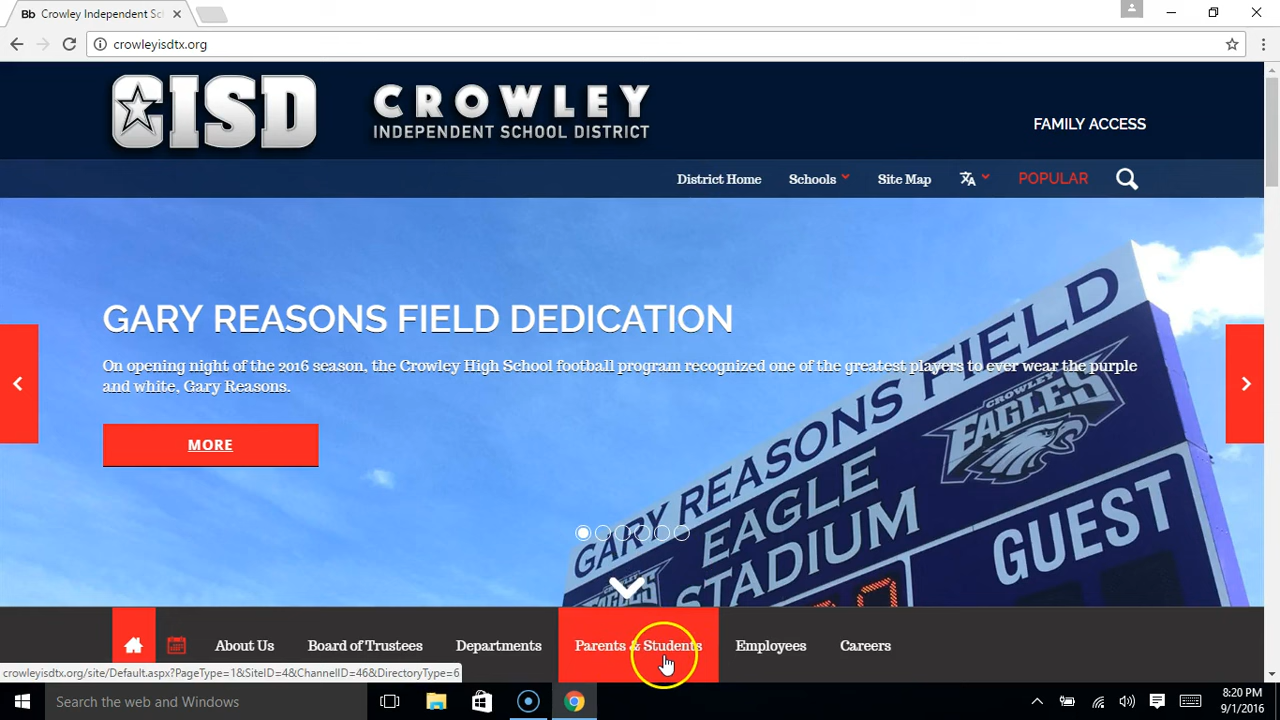 Bb Crowley Independent Sc
crowleyisdtx.org
CISD
CROWLEY
INDEPENDENT SCHOOL DISTRICT
FAMILY ACCESS
District Home Schools Site Map POPULAR
GARY REASONS FIELD DEDICATION
On opening night of the 2016 season, the Crowley High School football program recognized one of the greatest players to ever wear the purple
and white, Gary Reasons.
MORE
GARY REASONS FIELD
CROWLEY
EAGLES
EAGLE
STADIUM
GUEST
About Us Board of Trustees Departments Parents & Students Employees Careers
crowleyisdtx.org/site/Default.aspx?PageType=1&SiteID=4&ChannelID=46&DirectoryType=6
Search the web and Windows
8:20 PM
9/1/2016